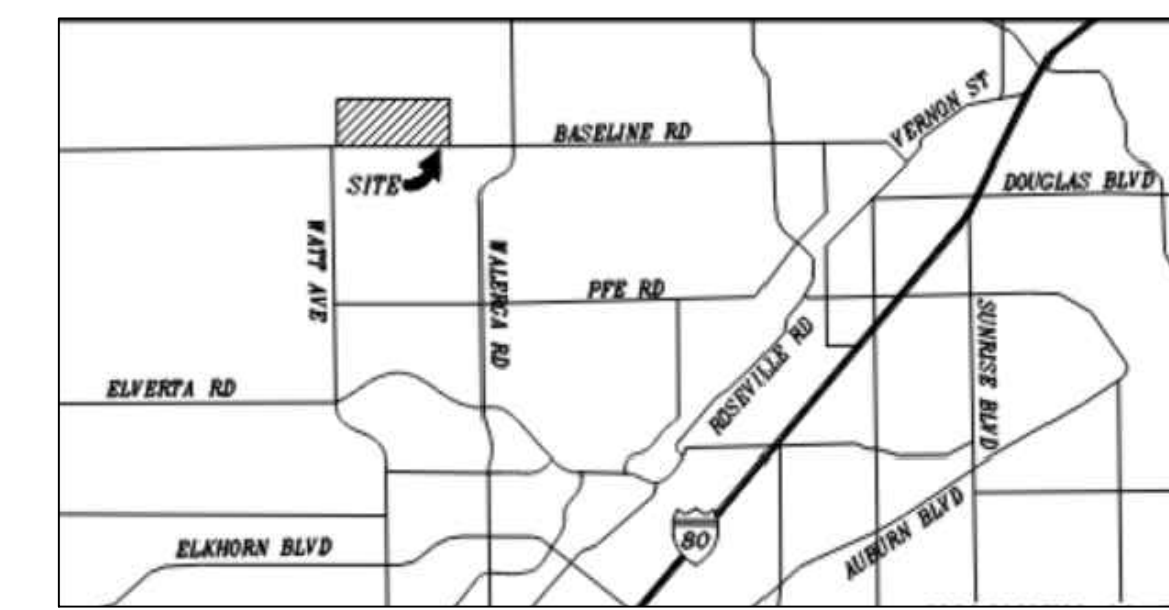 VERNON ST
BASELINE RD
SITE
DOUGLAS BLVD
WATT AVE
WALERGA RD
PFE RD
SUNRISE BLVD
ROSEVILLE RD
ELVERTA RD
80
AUBURN BLVD
ELKHORN BLVD